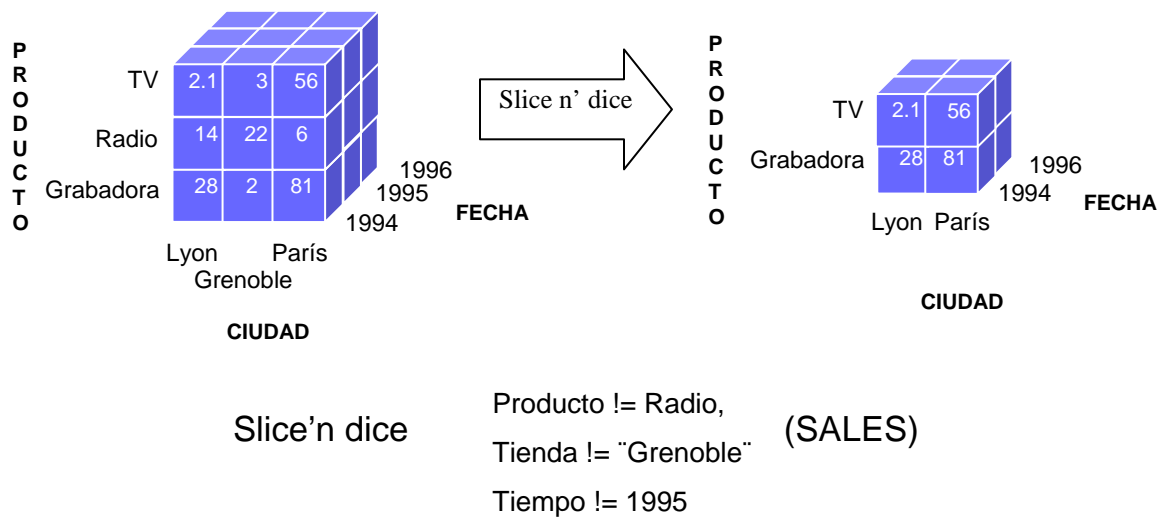 PRODUCTO
TV
Radio
Grabadora
2.1 3 56
14 22 6
28 2 81
1996
1995
1994
FECHA
Lyon París
Grenoble
CIUDAD
Slice n’ dice
PRODUCTO
TV
Grabadora
2.1 56
28 81
1996
1994
FECHA
Lyon París
CIUDAD
Slice’n dice
Producto != Radio,
Tienda != ¨Grenoble¨
Tiempo != 1995
(SALES)